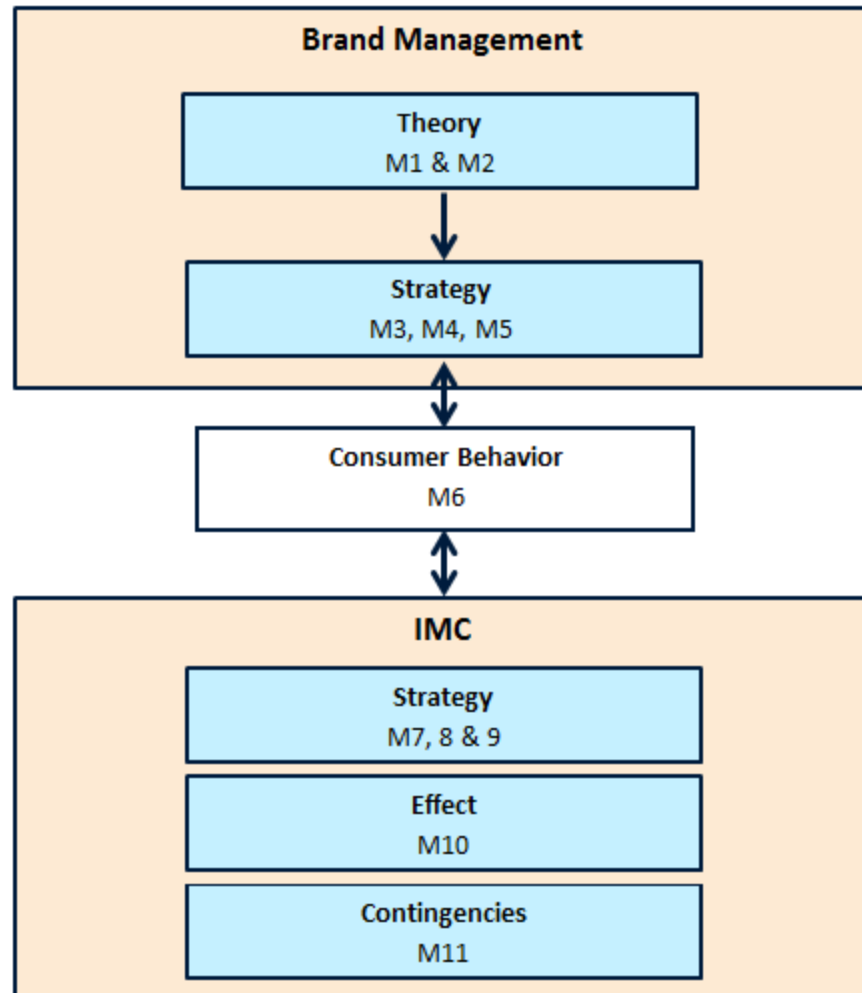 Brand Management
Theory
M1 & M2
Strategy
M3, M4, M5
Consumer Behavior
M6
IMC
Strategy
M7, 8 & 9
Effect
M10
Contingencies
M11